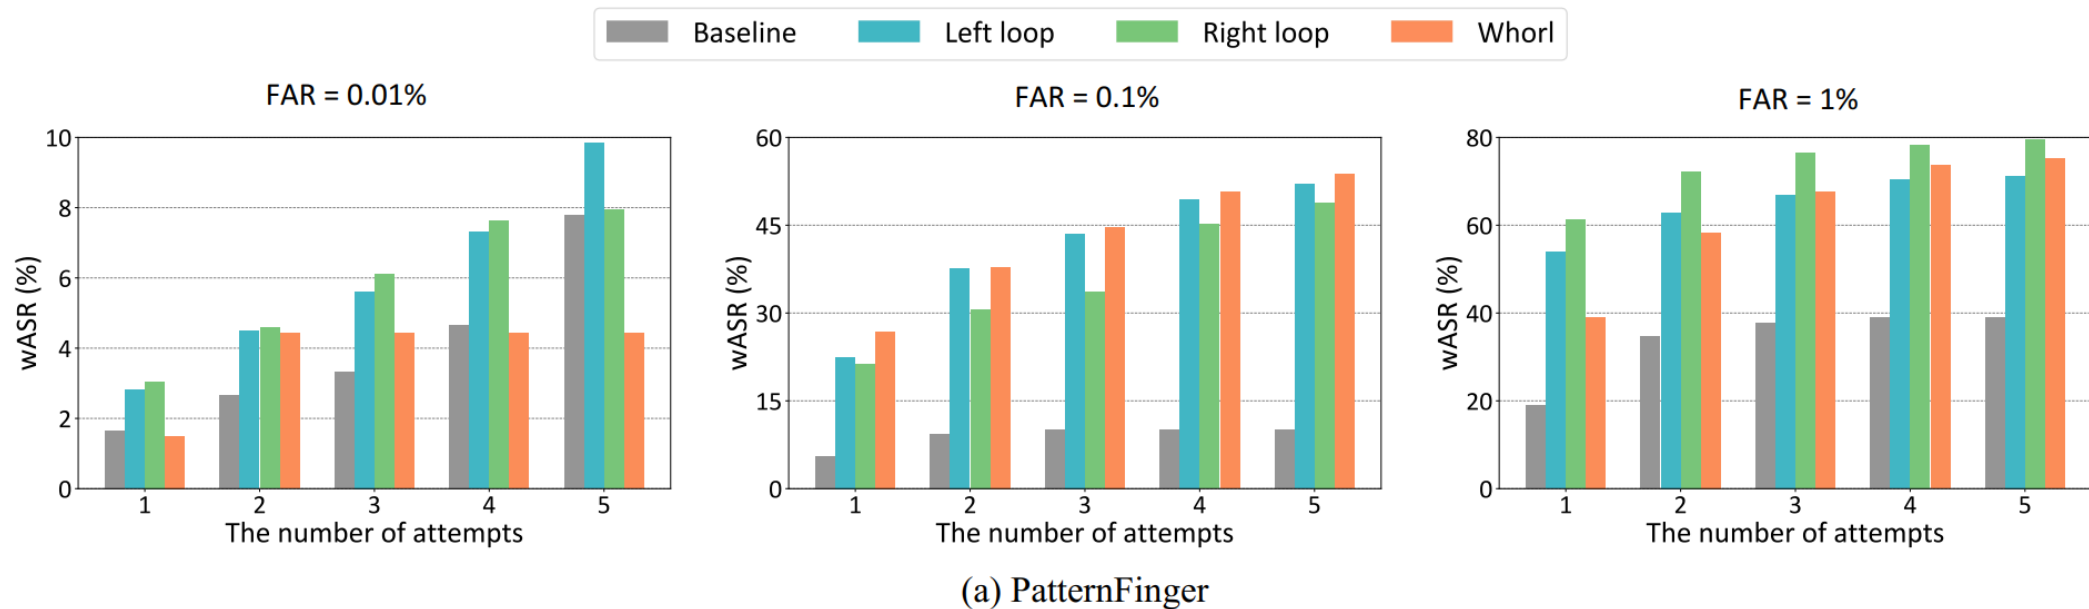 Baseline Left loop Right loop Whorl
FAR = 0.01%
10
8
6
4
2
0
wASR (%)
1 2 3 4 5
The number of attempts
FAR = 0.1%
60
45
30
15
0
wASR (%)
1 2 3 4 5
The number of attempts
FAR = 1%
80
60
40
20
0
wASR (%)
1 2 3 4 5
The number of attempts
(a) PatternFinger